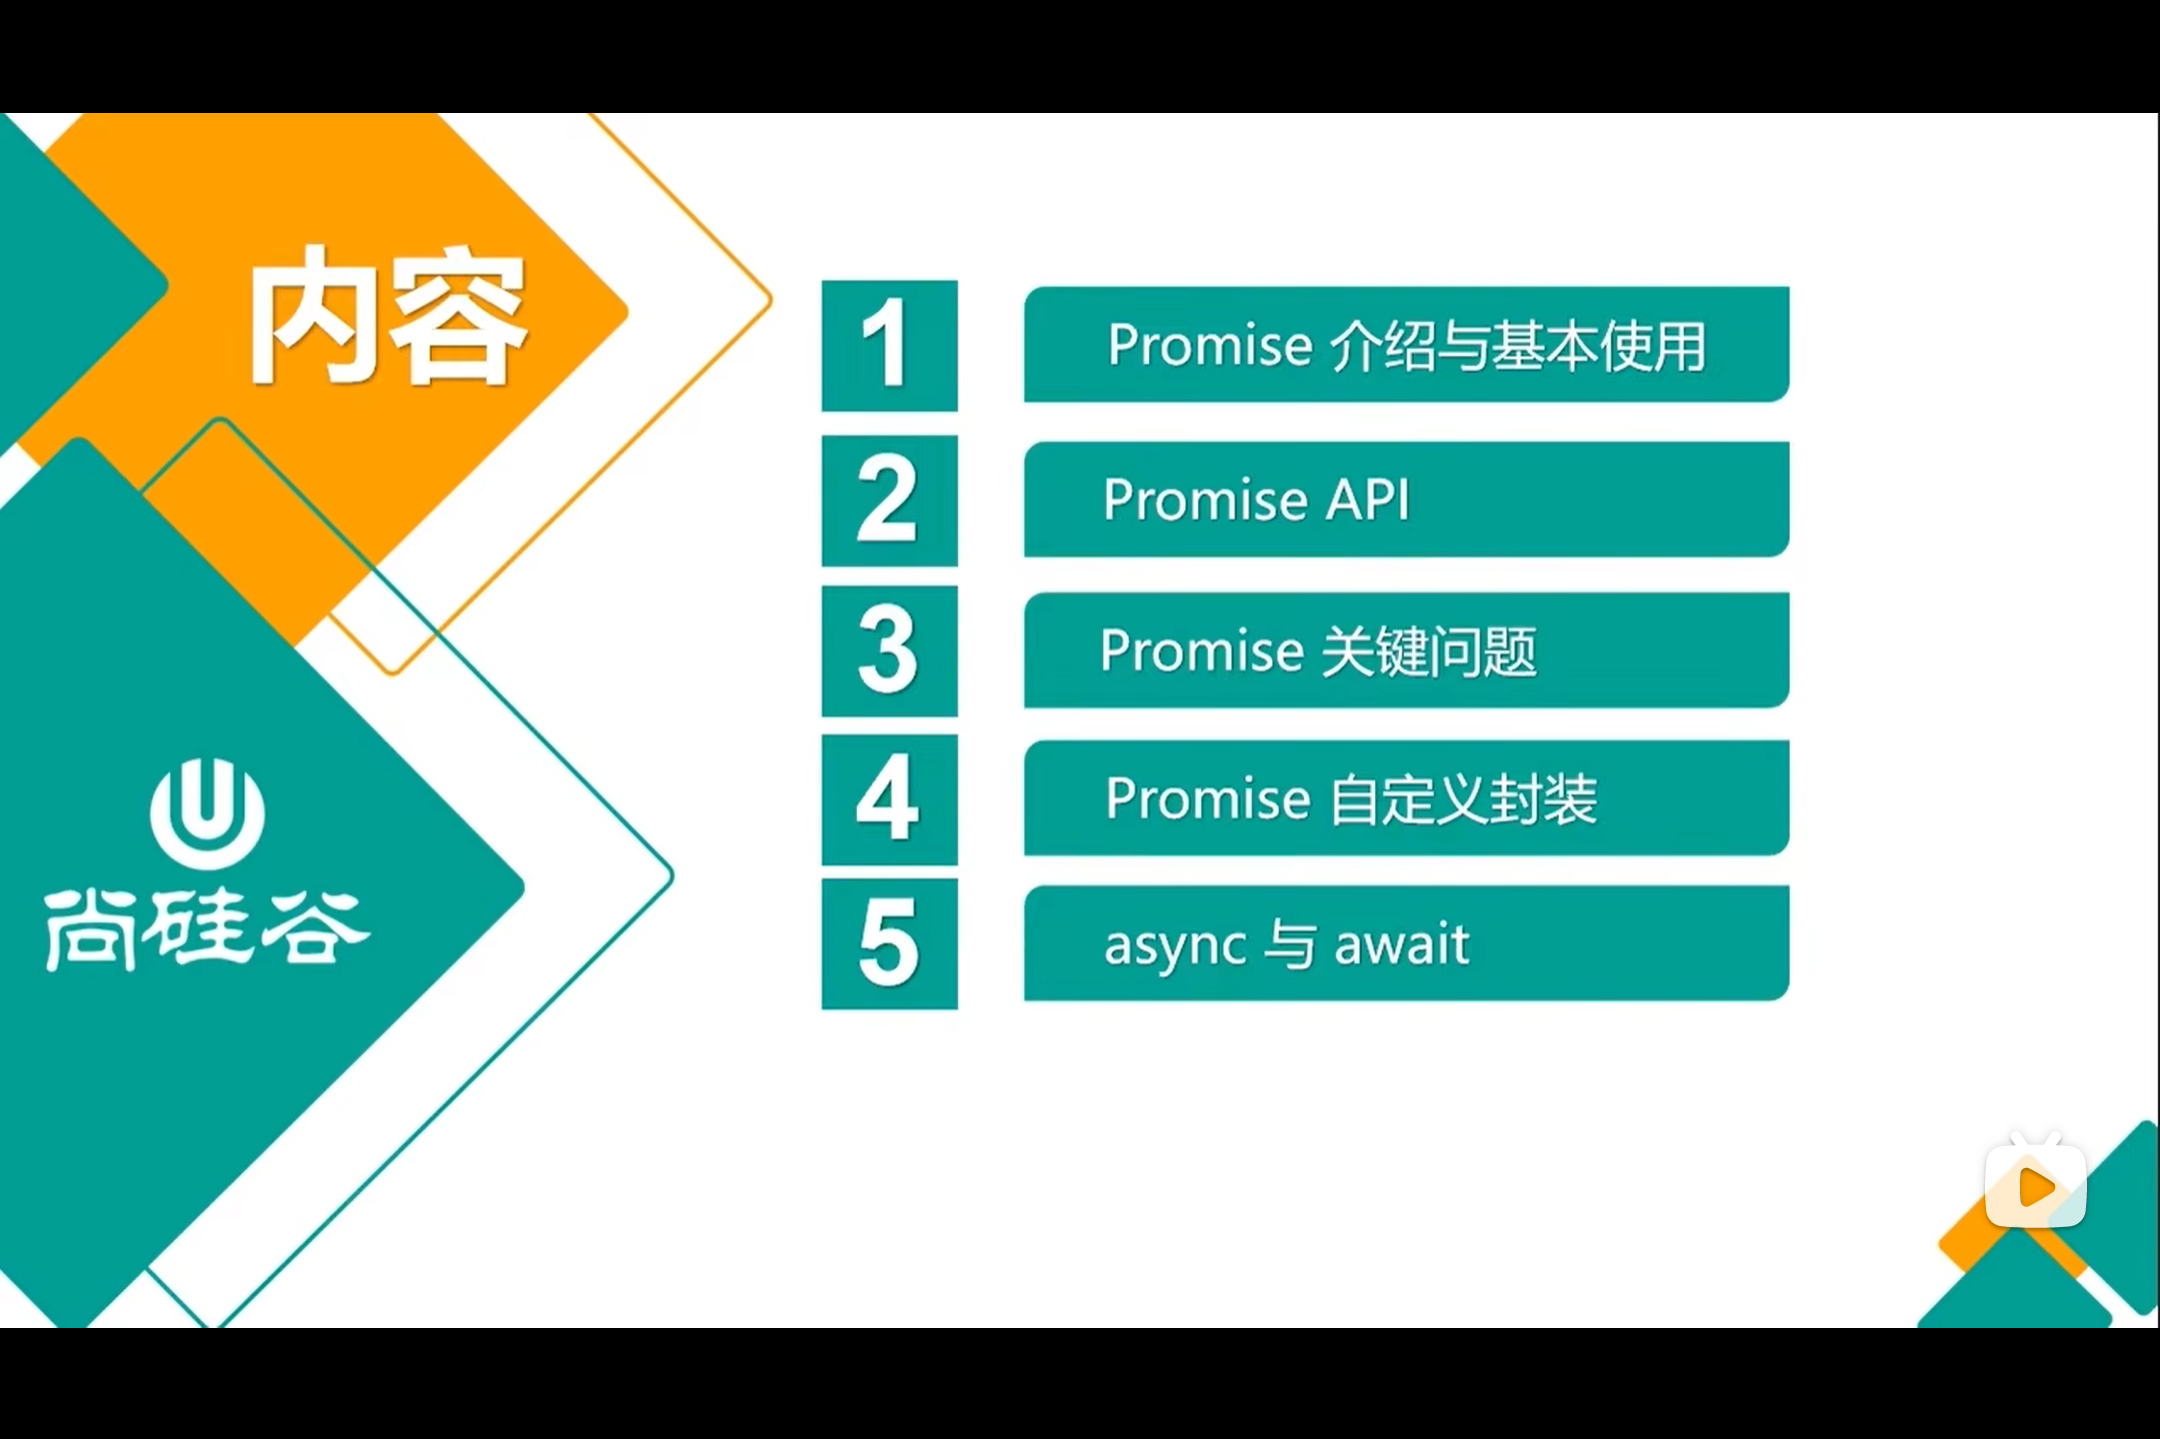 内容
1
Promise 介绍与基本使用
2
Promise API
3
Promise 关键问题
4
Promise 自定义封装
5
async 与 await
U
尚硅谷